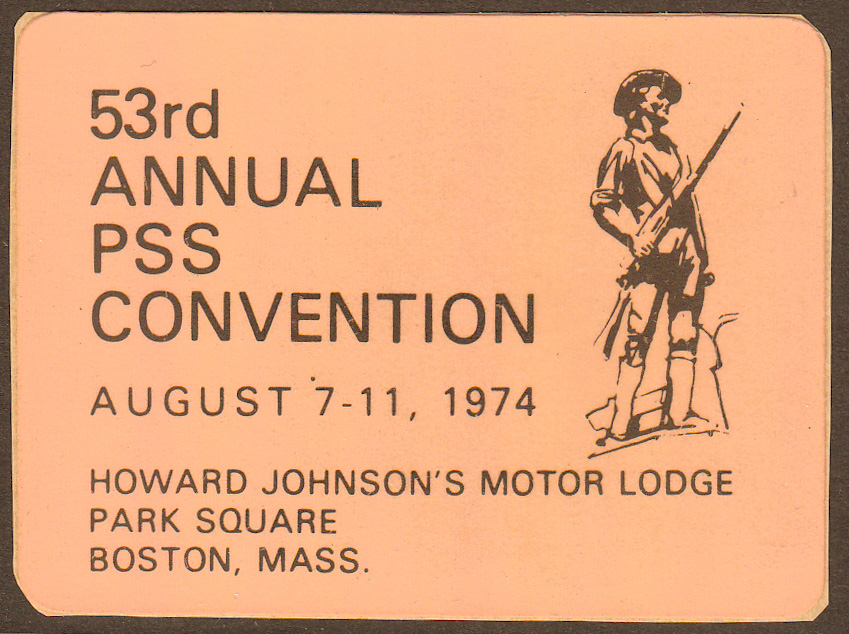 53rd
ANNUAL
PSS
CONVENTION
AUGUST 7-11, 1974
HOWARD JOHNSON'S MOTOR LODGE
PARK SQUARE
BOSTON, MASS.